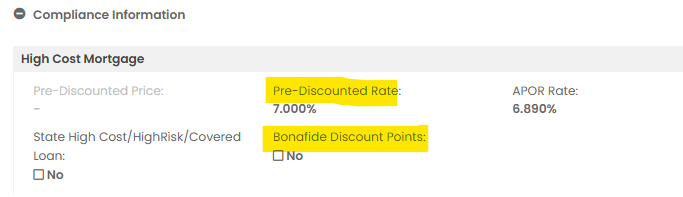 Compliance Information
High Cost Mortgage
Pre-Discounted Price:
-
Pre-Discounted Rate:
7.000%
APOR Rate:
6.890%
State High Cost/HighRisk/Covered
Loan:
No
Bonafide Discount Points:
No